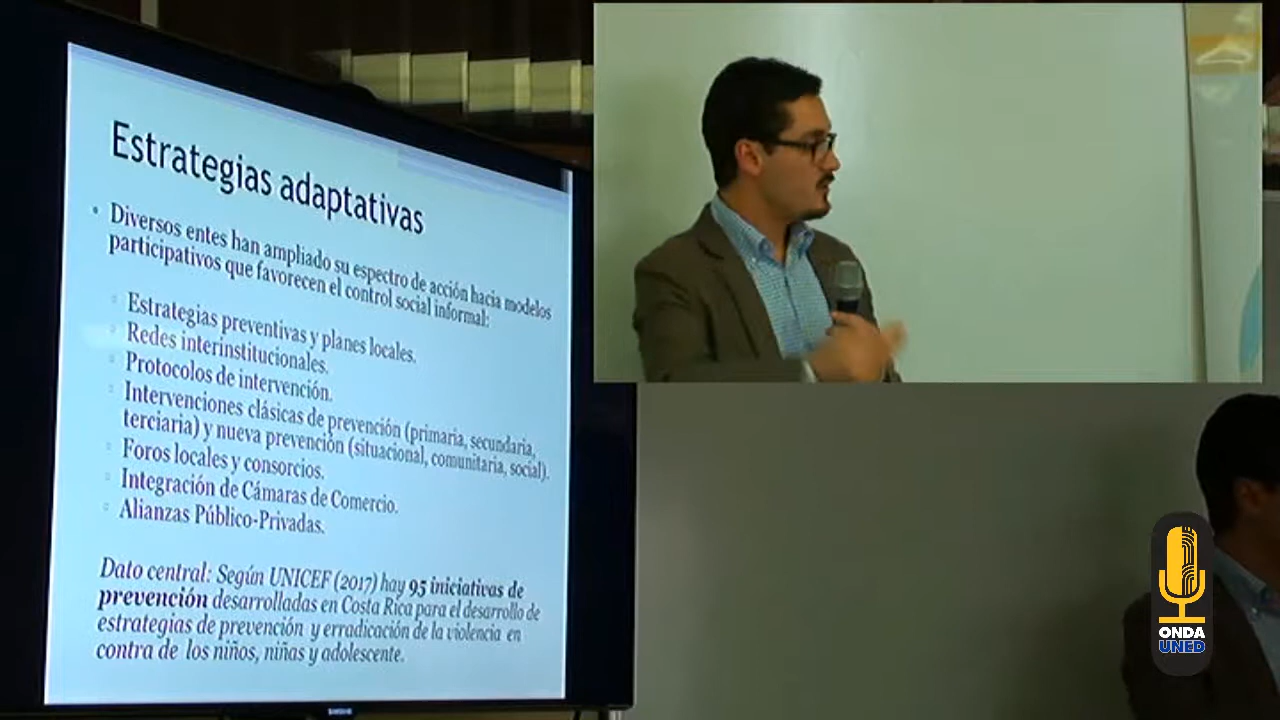 Estrategias adaptativas
Diversos entes han ampliado su espectro de acción hacia modelos
participativos que favorecen el control social informal:
Estrategias preventivas y planes locales.
Redes interinstitucionales.
Protocolos de intervención.
Intervenciones clásicas de prevención (primaria, secundaria,
terciaria) y nueva prevención (situacional, comunitaria, social).
Foros locales y consorcios.
Integración de Cámaras de Comercio.
Alianzas Público-Privadas.
Dato central: Según UNICEF (2017) hay 95 iniciativas de
prevención desarrolladas en Costa Rica para el desarrollo de
estrategias de prevención y erradicación de la violencia en
contra de los niños, niñas y adolescente.
SAMSUNG
ONDA
UNED